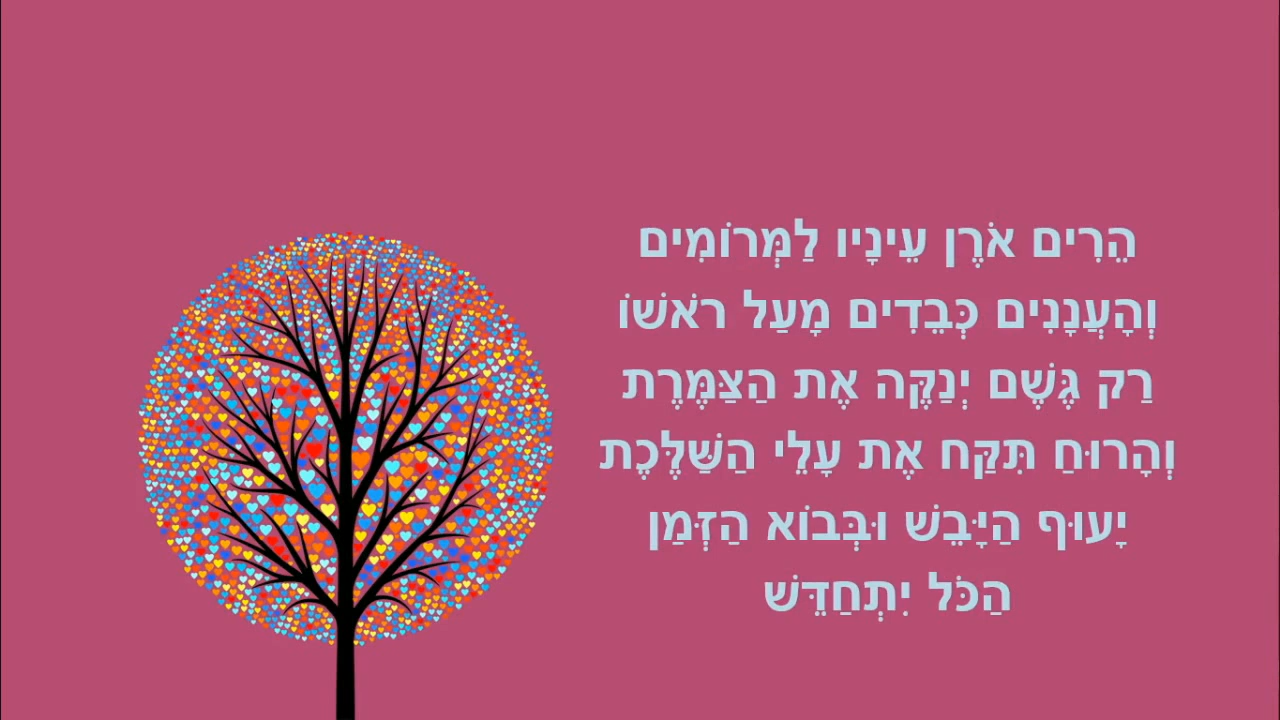 הֵרִים אֹרֶן עֵינָיו לַמְּרוֹמִים
וְהָעֲנָנִים כְּבֵדִים מָעַל רֹאשׁוֹ
רַק גֶּשֶׁם יְנַקֶּה אֶת הַצַּמֶּרֶת
וְהָרוּחַ תִּקַּח אֶת עָלֵי הַשַּׁלֶּכֶת
יָעוּף הַיָּבֵשׁ וּבְּבוֹא הַזְּמַן
הַכֹּל יִתְחַדֵּשׁ